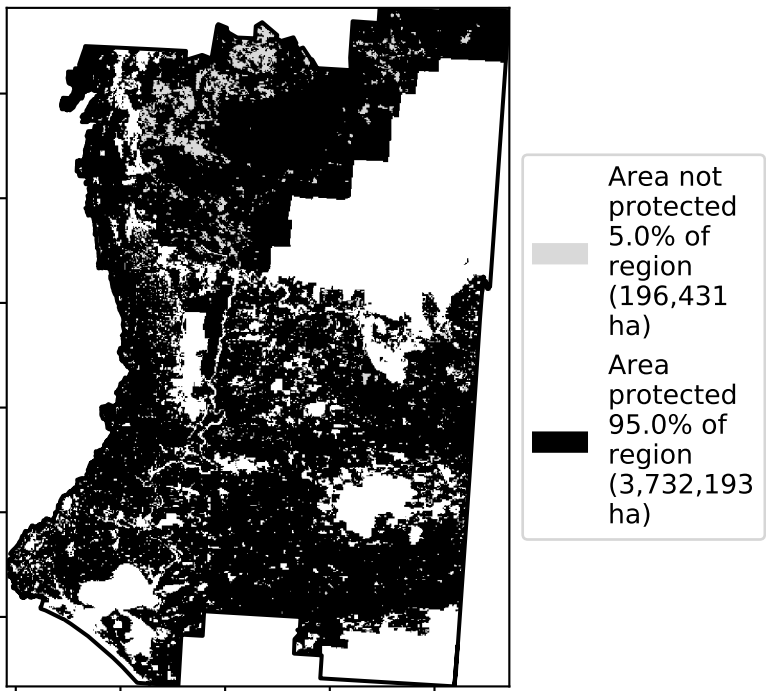 Area not
protected
5.0% of
region
(196,431
ha)
Area
protected
95.0% of
region
(3,732,193
ha)